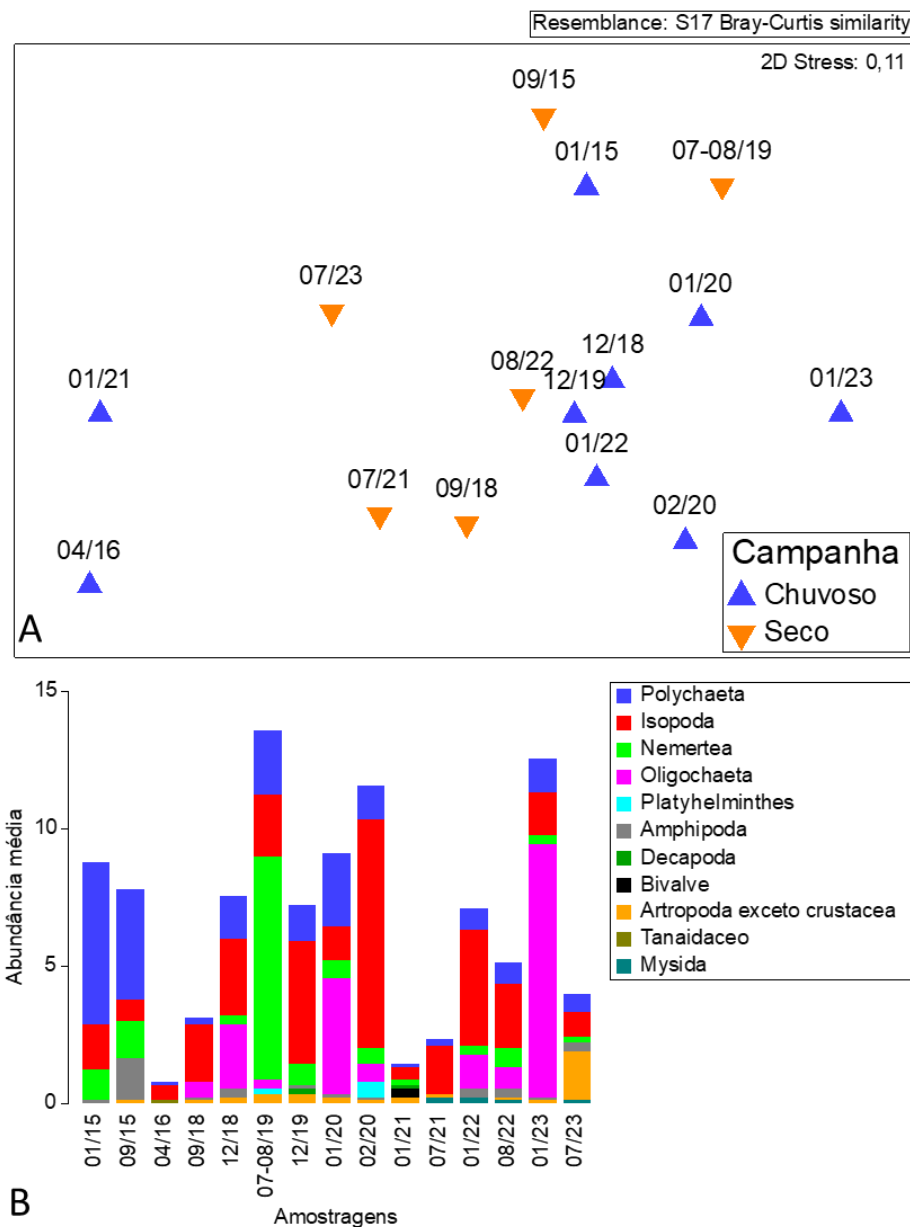 Resemblance: S17 Bray-Curtis similarity
2D Stress: 0,11
09/15
01/15
07-08/19
07/23
01/20
12/18
08/22
12/19
01/21
01/23
01/22
07/21
09/18
02/20
04/16
Campanha
Chuvoso
Seco
A
15
10
5
0
Abundância média
Polychaeta
Isopoda
Nemertea
Oligochaeta
Platyhelminthes
Amphipoda
Decapoda
Bivalve
Artropoda exceto crustacea
Tanaidaceo
Mysida
01/15
09/15
04/16
09/18
12/18
07-08/19
12/19
01/20
02/20
01/21
07/21
01/22
08/22
01/23
07/23
B
Amostragens